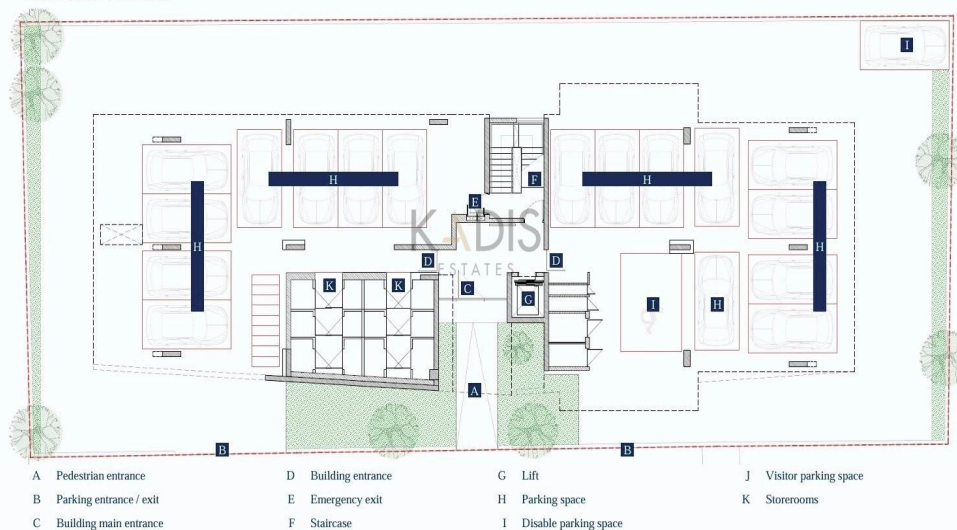 I
H
H
F
E
KADIS
ESTATES
H
H
D
D
K
K
C
G
I
H
A
B
B
A Pedestrian entrance
B Parking entrance / exit
C Building main entrance
D Building entrance
E Emergency exit
F Staircase
G Lift
H Parking space
I Disable parking space
J Visitor parking space
K Storerooms